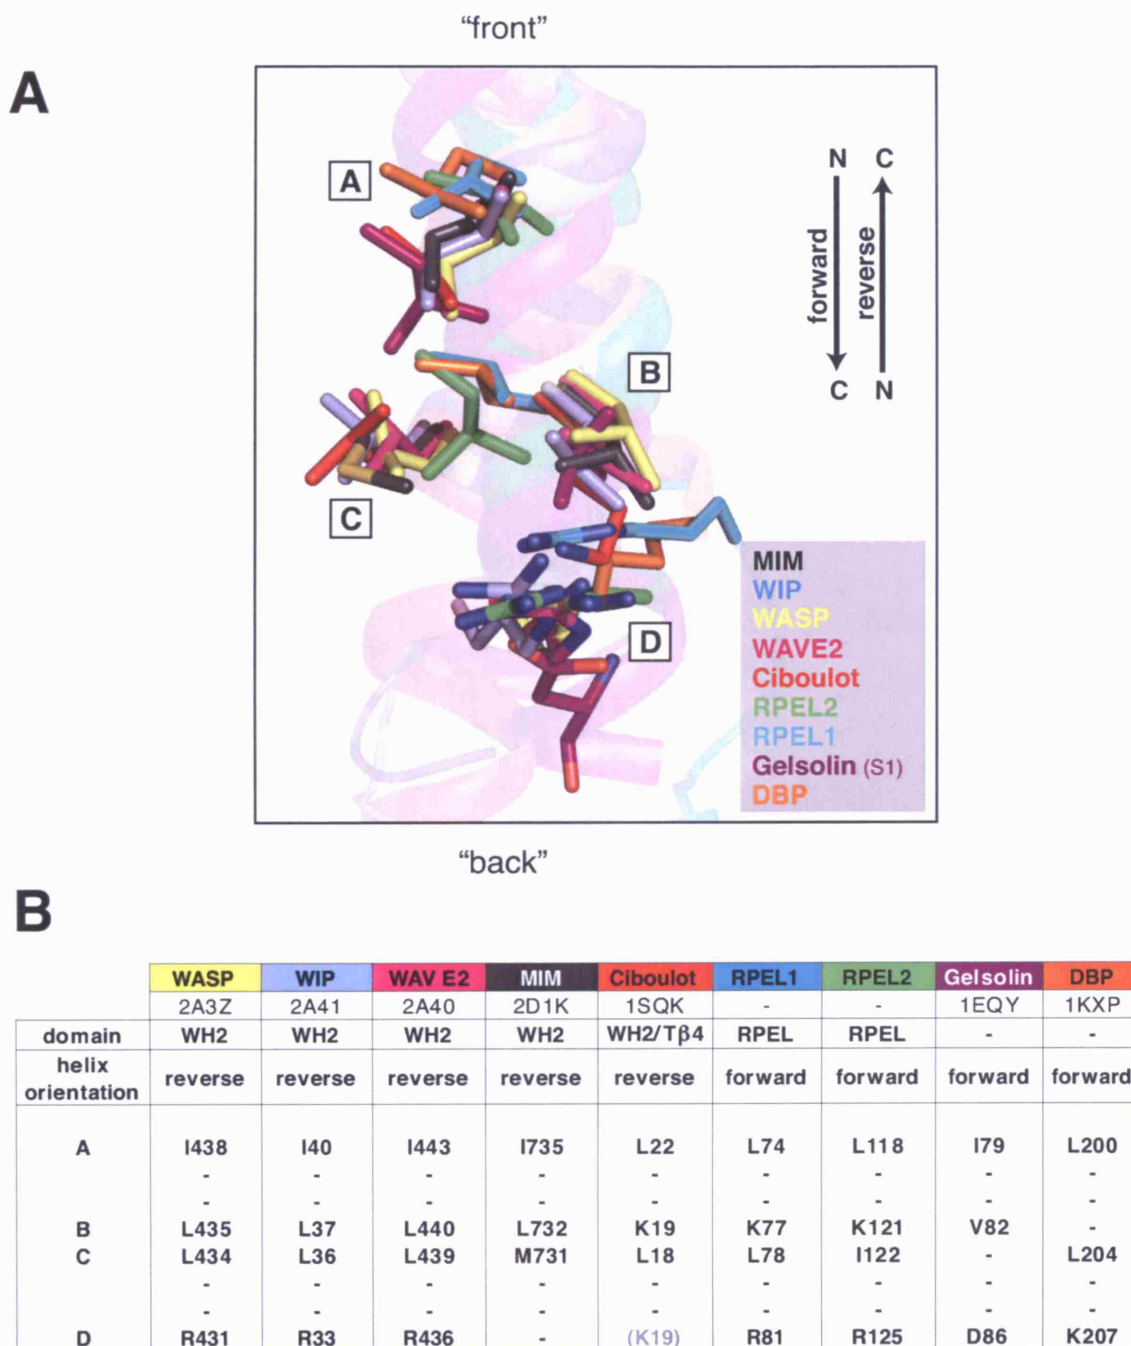 "front"
A
A
B
C
D
N C
forward
reverse
C N
MIM
WIP
WASP
WAVE2
Ciboulot
RPEL2
RPEL1
Gelsolin (S1)
DBP
"back"
B
WASP WIP WAV E2 MIM Ciboulot RPEL1 RPEL2 Gelsolin DBP
2A3Z 2A41 2A40 2D1K 1SQK - - 1EQY 1KXP
domain WH2 WH2 WH2 WH2 WH2/Tβ4 RPEL RPEL - -
helix orientation reverse reverse reverse reverse reverse forward forward forward forward
A I438 I40 I443 I735 L22 L74 L118 I79 L200
- - - - - - - - -
- - - - - - - - -
B L435 L37 L440 L732 K19 K77 K121 V82 -
C L434 L36 L439 M731 L18 L78 I122 - L204
- - - - - - - - -
- - - - - - - - -
D R431 R33 R436 - (K19) R81 R125 D86 K207